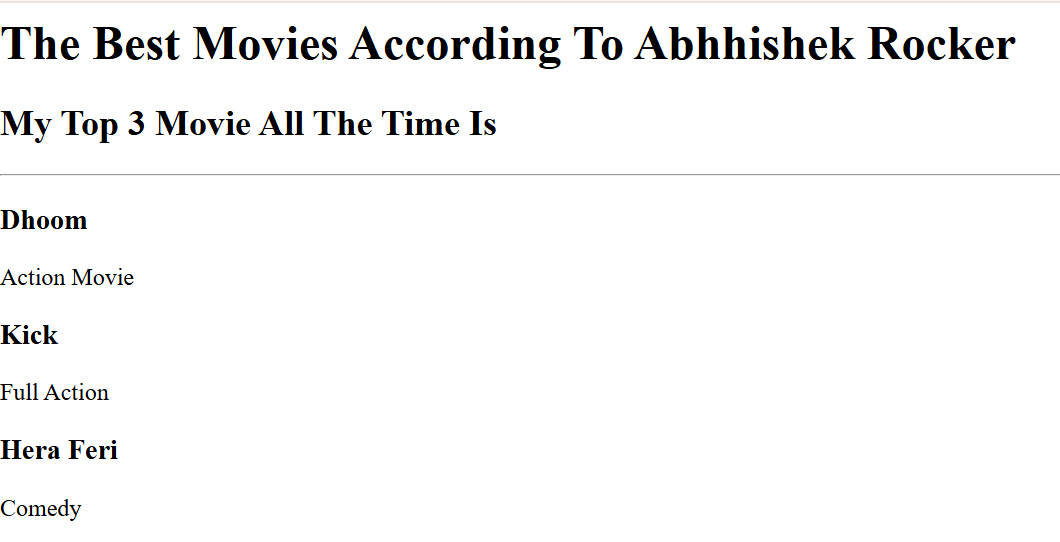 The Best Movies According To Abhhishek Rocker
My Top 3 Movie All The Time Is
Dhoom
Action Movie
Kick
Full Action
Hera Feri
Comedy